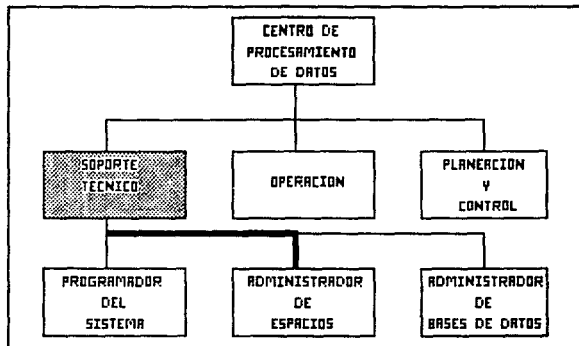 CENTRO DE
PROCESAMIENTO
DE DATOS
SOPORTE
TECNICO
OPERACION
PLANEACION
Y
CONTROL
PROGRAMADOR
DEL
SISTEMA
ADMINISTRADOR
DE
ESPACIOS
ADMINISTRADOR
DE
BASES DE DATOS